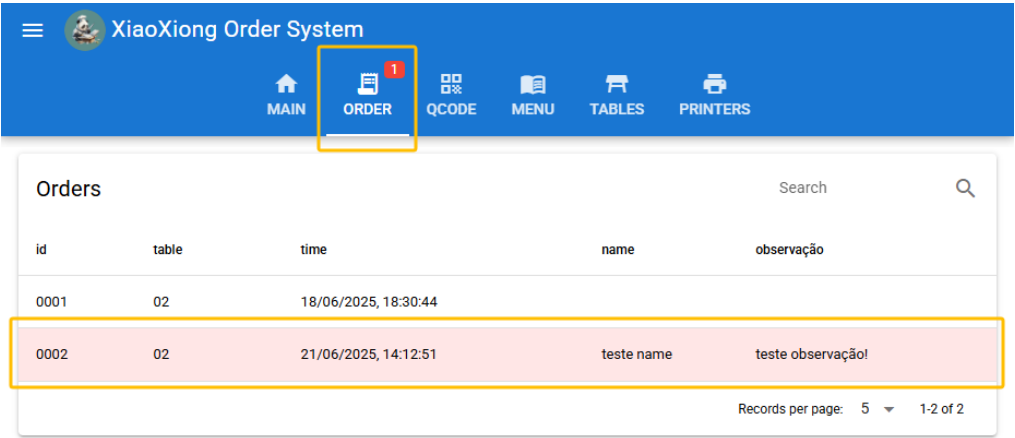 XiaoXiong Order System
1
MAIN ORDER QCODE MENU TABLES PRINTERS
Orders Search
id table time name observação
0001 02 18/06/2025, 18:30:44
0002 02 21/06/2025, 14:12:51 teste name teste observação!
Records per page: 5 1-2 of 2